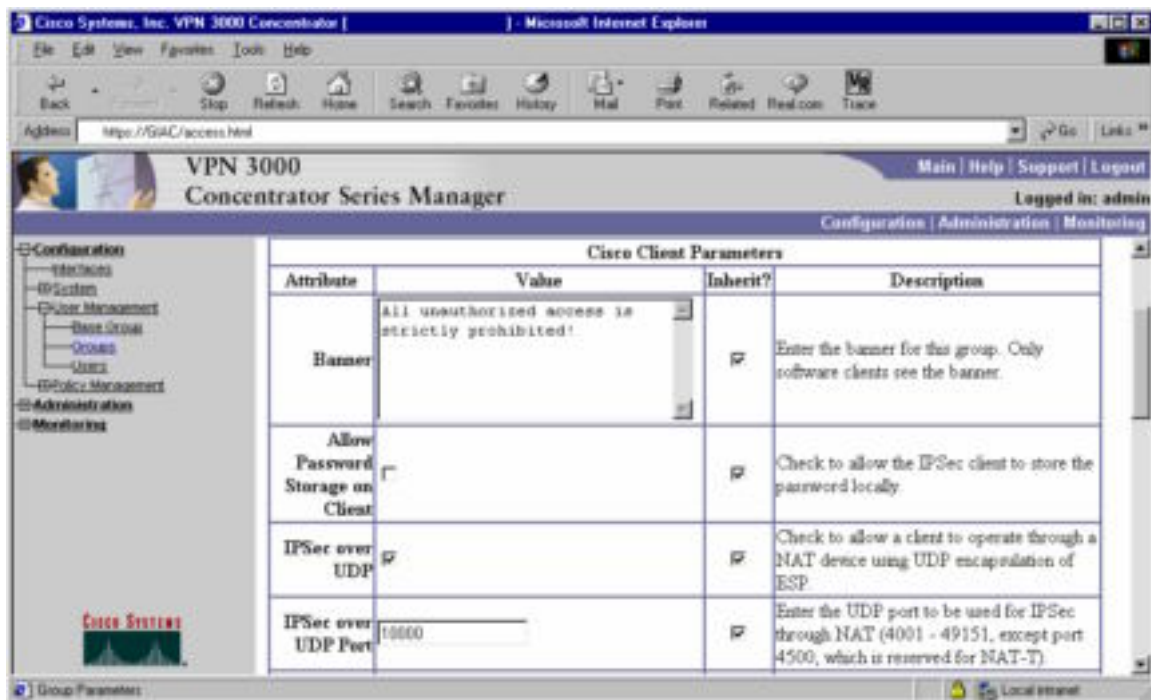 Cisco Systems, Inc. VPN 3000 Concentrator [ ] - Microsoft Internet Explorer
File Edit View Favorites Tools Help
Back Forward Stop Refresh Home Search Favorites History Mail Print Related Real.com Trace
Address https://GIAC/access.html Go Links »
VPN 3000
Concentrator Series Manager
Main | Help | Support | Logout
Logged in: admin
Configuration | Administration | Monitoring
Configuration
Interfaces
System
User Management
Base Group
Groups
Users
Policy Management
Administration
Monitoring
CISCO SYSTEMS
Cisco Client Parameters
Attribute Value Inherit? Description
Banner
All unauthorized access is
strictly prohibited!
Enter the banner for this group. Only
software clients see the banner.
Allow
Password
Storage on
Client
Check to allow the IPSec client to store the
password locally.
IPSec over
UDP
Check to allow a client to operate through a
NAT device using UDP encapsulation of
ESP.
IPSec over
UDP Port
10000
Enter the UDP port to be used for IPSec
through NAT (4001 - 49151, except port
4500, which is reserved for NAT-T)
Group Parameters
Local intranet